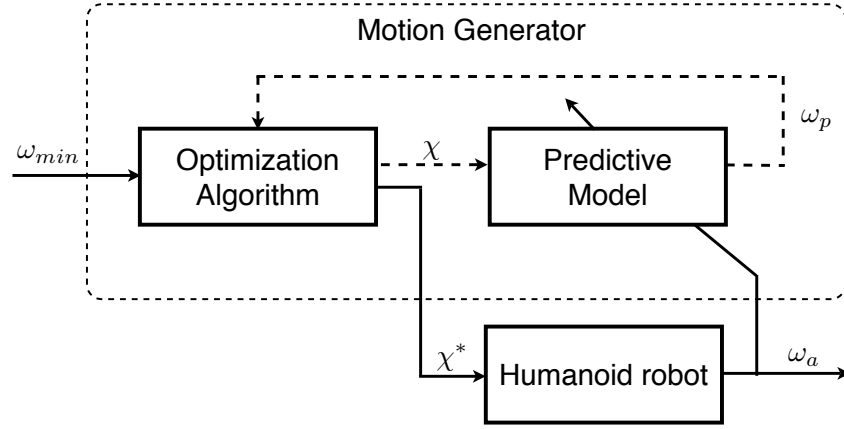 Motion Generator
ω_p
ω_min
Optimization
Algorithm
χ
Predictive
Model
χ*
Humanoid robot
ω_a